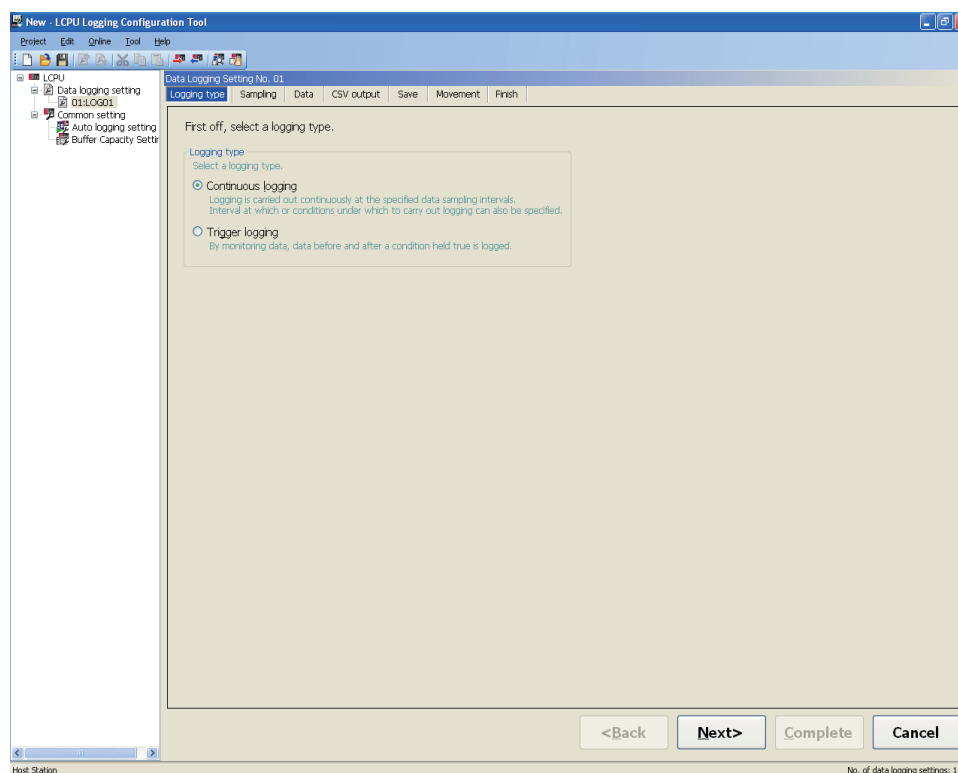 New - LCPU Logging Configuration Tool
Project Edit Online Tool Help
LCPU
Data logging setting
01:LOG01
Common setting
Auto logging setting
Buffer Capacity Settin
Data Logging Setting No. 01
Logging type Sampling Data CSV output Save Movement Finish
First off, select a logging type.
Logging type
Select a logging type.
Continuous logging
Logging is carried out continuously at the specified data sampling intervals.
Interval at which or conditions under which to carry out logging can also be specified.
Trigger logging
By monitoring data, data before and after a condition held true is logged.
<Back Next> Complete Cancel
Host Station No. of data logging settings: 1